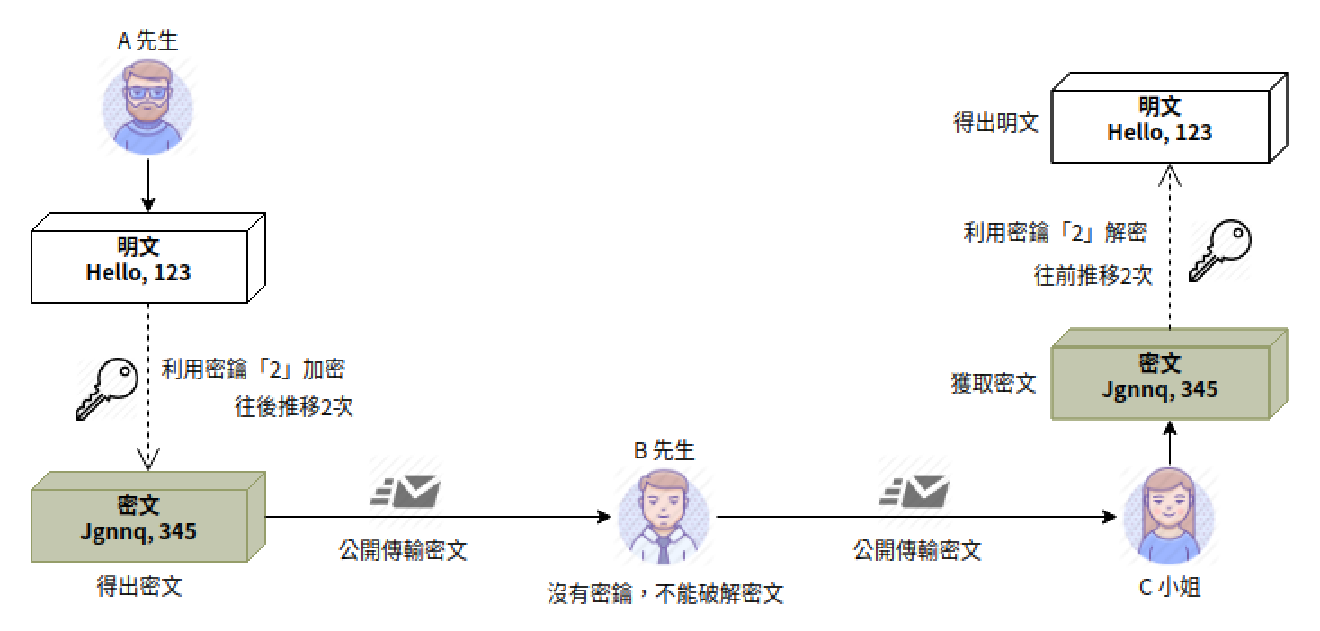 A 先生
明文
Hello, 123
利用密鑰「2」加密
往後推移2次
密文
Jgnnq, 345
得出密文
公開傳輸密文
B 先生
沒有密鑰，不能破解密文
公開傳輸密文
C 小姐
獲取密文
密文
Jgnnq, 345
利用密鑰「2」解密
往前推移2次
得出明文
明文
Hello, 123